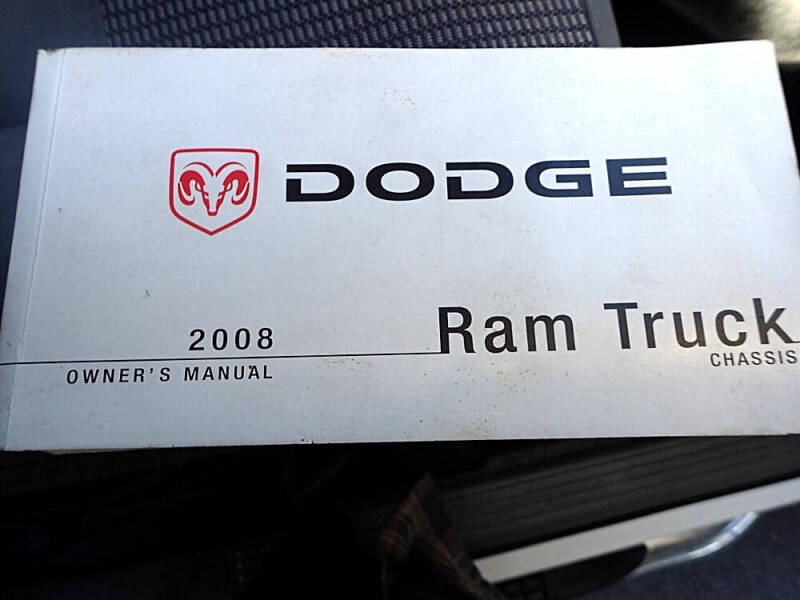 DODGE
2008
OWNER'S MANUAL
Ram Truck
CHASSIS